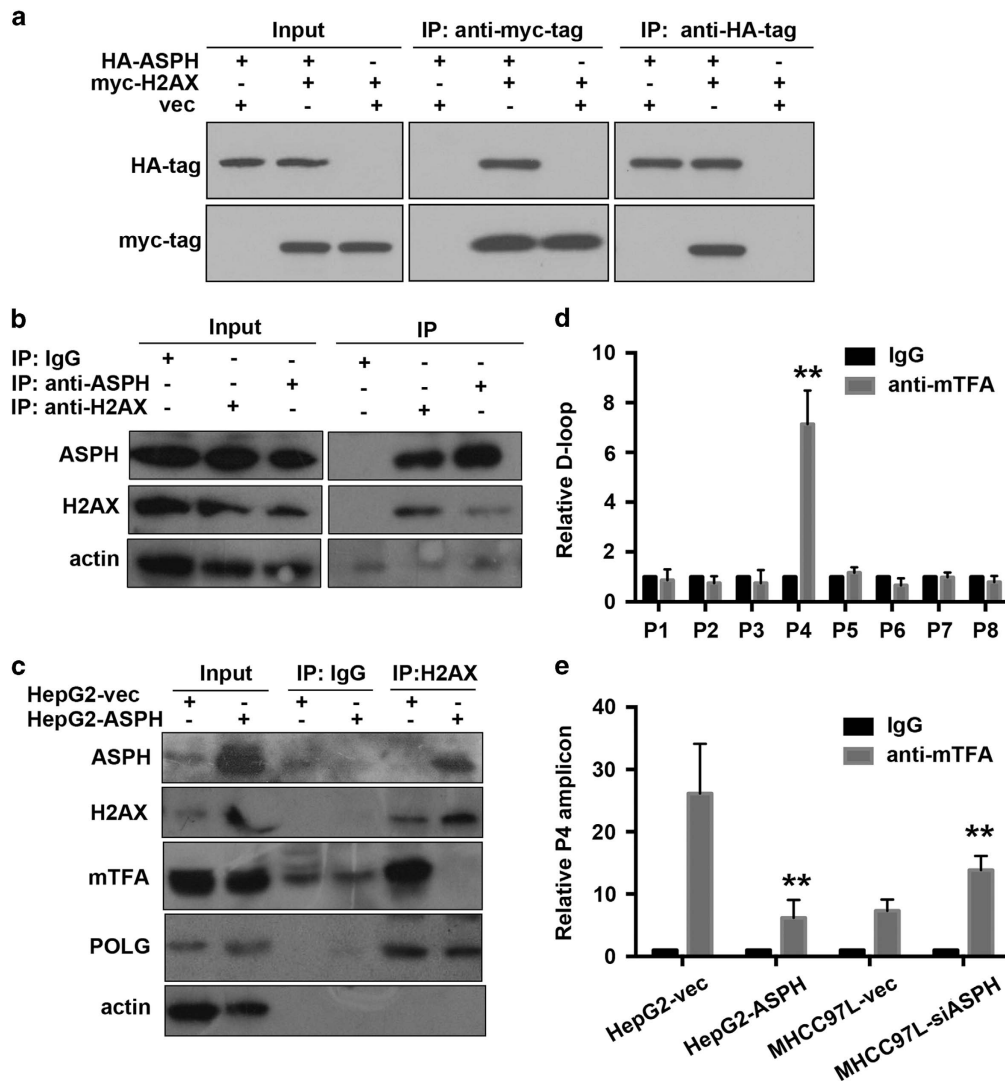 a
Input IP: anti-myc-tag IP: anti-HA-tag
HA-ASPH + + - + + - + + -
myc-H2AX - + + - + + - + +
vec + - + + - + + - +
HA-tag
myc-tag
b
Input IP
IP: IgG + - - + - -
IP: anti-ASPH - - + - - +
IP: anti-H2AX - + - - + -
ASPH
H2AX
actin
c
Input IP: IgG IP:H2AX
HepG2-vec + - + - + -
HepG2-ASPH - + - + - +
ASPH
H2AX
mTFA
POLG
actin
d
Relative D-loop
10
8
6
4
2
0
**
IgG
anti-mTFA
P1 P2 P3 P4 P5 P6 P7 P8
e
Relative P4 amplicon
40
30
20
10
0
IgG
anti-mTFA
**
**
HepG2-vec
HepG2-ASPH
MHCC97L-vec
MHCC97L-siASPH